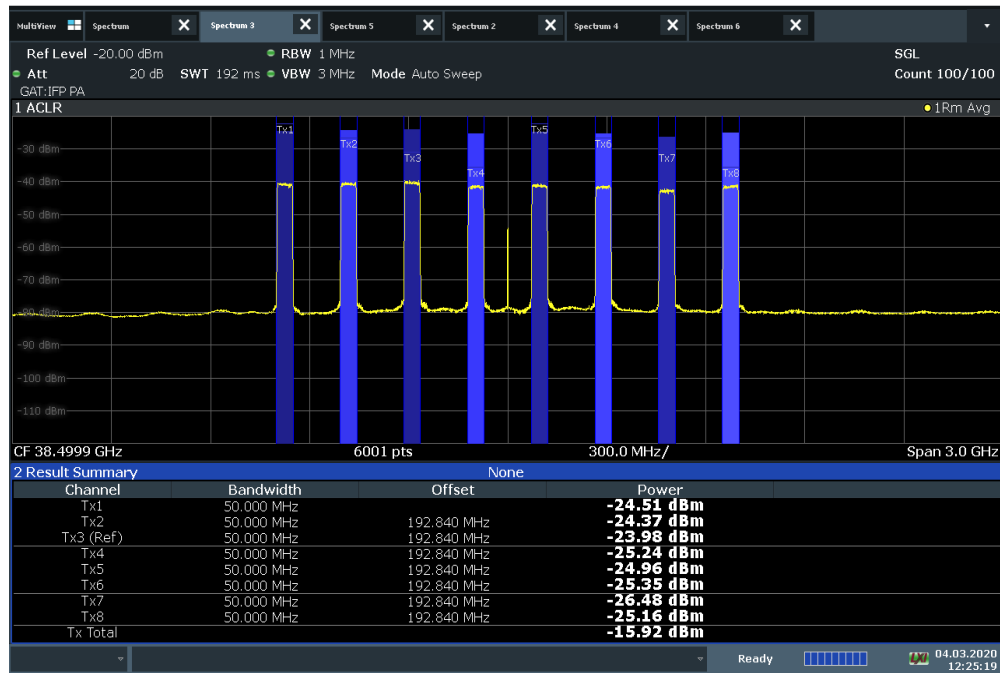 MultiView Spectrum X Spectrum 3 X Spectrum 5 X Spectrum 2 X Spectrum 4 X Spectrum 6 X
Ref Level -20.00 dBm RBW 1 MHz SGL
Att 20 dB SWT 192 ms VBW 3 MHz Mode Auto Sweep Count 100/100
GAT:IFP PA
1 ACLR 1Rm Avg
Tx1 Tx5
Tx2 Tx6
-30 dBm
Tx3 Tx7
Tx4 Tx8
-40 dBm
-50 dBm
-60 dBm
-70 dBm
-80 dBm
-90 dBm
-100 dBm
-110 dBm
CF 38.4999 GHz 6001 pts 300.0 MHz/ Span 3.0 GHz
2 Result Summary None
Channel Bandwidth Offset Power
Tx1 50.000 MHz -24.51 dBm
Tx2 50.000 MHz 192.840 MHz -24.37 dBm
Tx3 (Ref) 50.000 MHz 192.840 MHz -23.98 dBm
Tx4 50.000 MHz 192.840 MHz -25.24 dBm
Tx5 50.000 MHz 192.840 MHz -24.96 dBm
Tx6 50.000 MHz 192.840 MHz -25.35 dBm
Tx7 50.000 MHz 192.840 MHz -26.48 dBm
Tx8 50.000 MHz 192.840 MHz -25.16 dBm
Tx Total -15.92 dBm
Ready LXI 04.03.2020
12:25:19